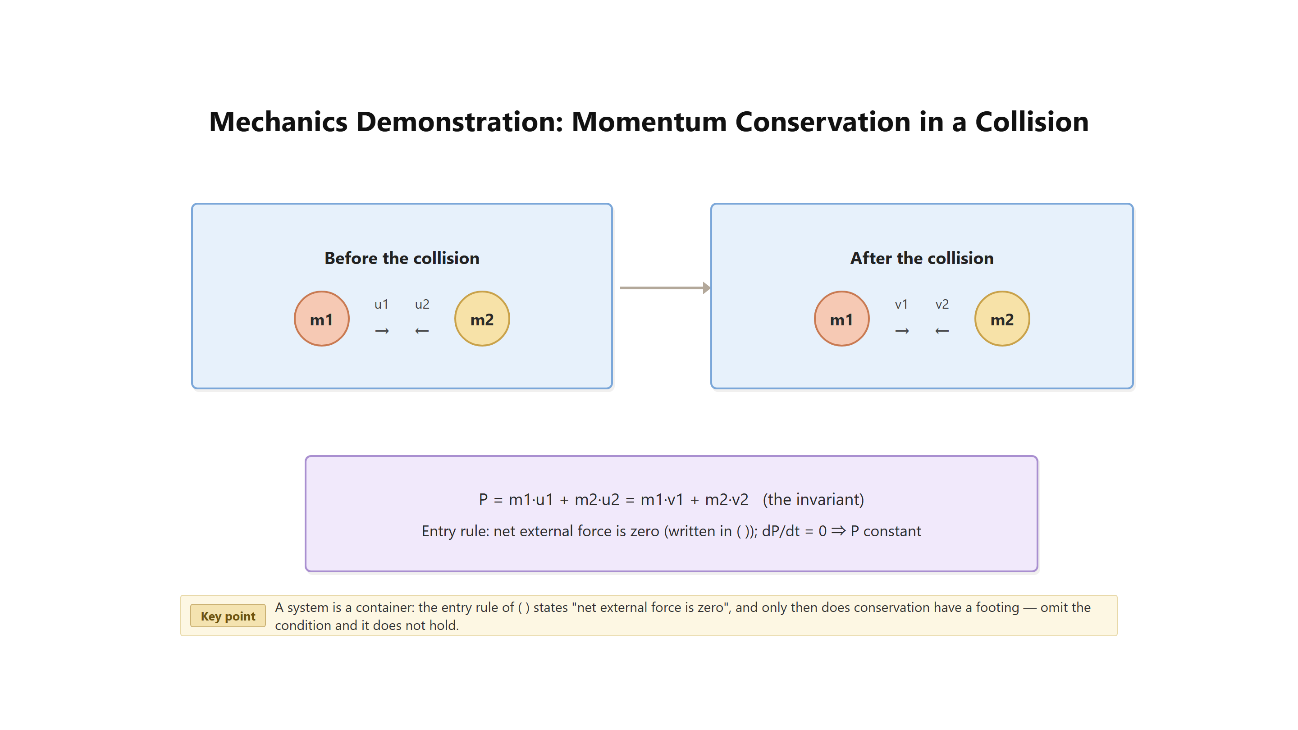 Mechanics Demonstration: Momentum Conservation in a Collision
Before the collision
m1
u1
u2
→
←
m2
After the collision
m1
v1
v2
→
←
m2
P = m1·u1 + m2·u2 = m1·v1 + m2·v2 (the invariant)
Entry rule: net external force is zero (written in ( )); dP/dt = 0 ⇒ P constant
Key point
A system is a container: the entry rule of ( ) states "net external force is zero", and only then does conservation have a footing — omit the
condition and it does not hold.